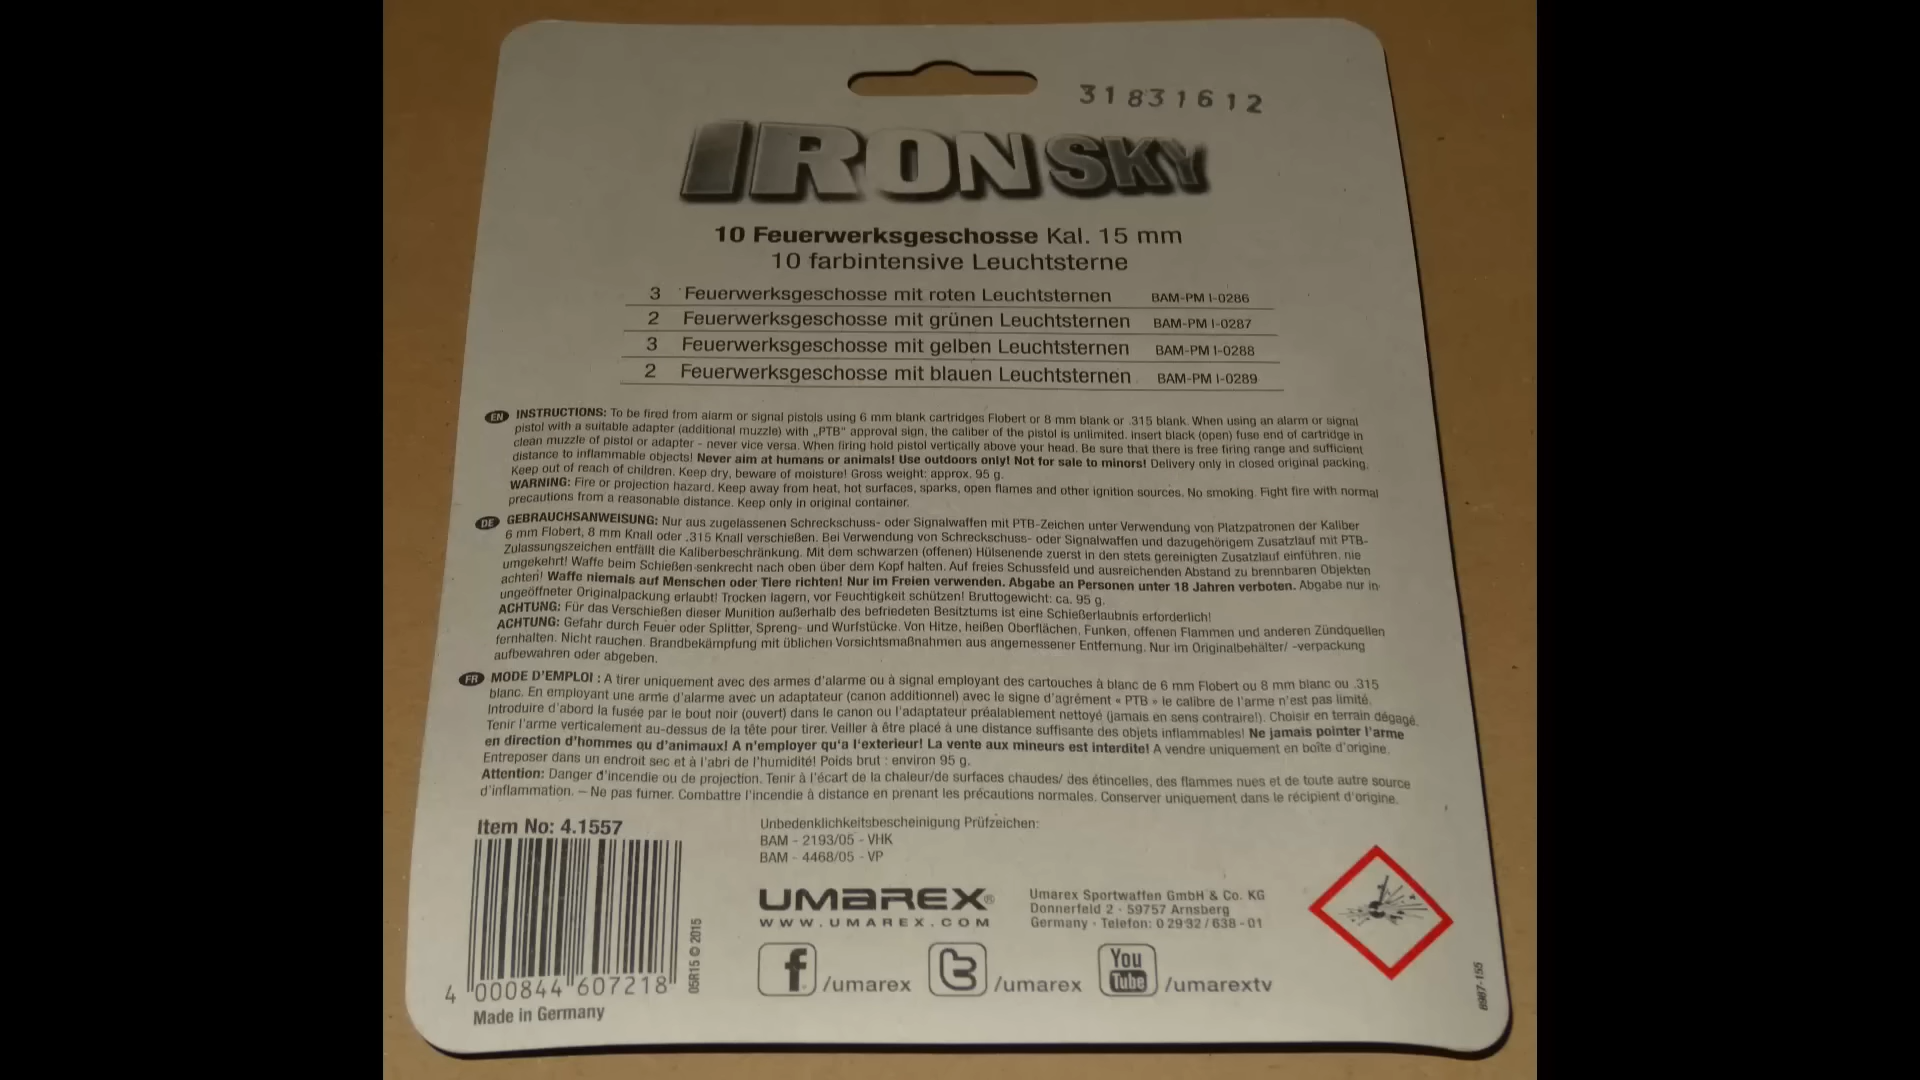 31831612
IRON SKY
10 Feuerwerksgeschosse Kal. 15 mm
10 farbintensive Leuchtsterne
3 Feuerwerksgeschosse mit roten Leuchtsternen BAM-PM I-0286
2 Feuerwerksgeschosse mit grünen Leuchtsternen BAM-PM I-0287
3 Feuerwerksgeschosse mit gelben Leuchtsternen BAM-PM I-0288
2 Feuerwerksgeschosse mit blauen Leuchtsternen BAM-PM I-0289
EN INSTRUCTIONS: To be fired from alarm or signal pistols using 6 mm blank cartridges Flobert or 8 mm blank or .315 blank. When using an alarm or signal
pistol with a suitable adapter (additional muzzle) with „PTB" approval sign, the caliber of the pistol is unlimited. Insert black (open) fuse end of cartridge in
clean muzzle of pistol or adapter - never vice versa. When firing hold pistol vertically above your head. Be sure that there is free firing range and sufficient
distance to inflammable objects! Never aim at humans or animals! Use outdoors only! Not for sale to minors! Delivery only in closed original packing.
Keep out of reach of children. Keep dry, beware of moisture! Gross weight: approx. 95 g.
WARNING: Fire or projection hazard. Keep away from heat, hot surfaces, sparks, open flames and other ignition sources. No smoking. Fight fire with normal
precautions from a reasonable distance. Keep only in original container.
DE GEBRAUCHSANWEISUNG: Nur aus zugelassenen Schreckschuss- oder Signalwaffen mit PTB-Zeichen unter Verwendung von Platzpatronen der Kaliber
6 mm Flobert, 8 mm Knall oder .315 Knall verschießen. Bei Verwendung von Schreckschuss- oder Signalwaffen und dazugehörigem Zusatzlauf mit PTB-
Zulassungszeichen entfällt die Kaliberbeschränkung. Mit dem schwarzen (offenen) Hülsenende zuerst in den stets gereinigten Zusatzlauf einführen, nie
umgekehrt! Waffe beim Schießen senkrecht nach oben über dem Kopf halten. Auf freies Schussfeld und ausreichenden Abstand zu brennbaren Objekten
achten! Waffe niemals auf Menschen oder Tiere richten! Nur im Freien verwenden. Abgabe an Personen unter 18 Jahren verboten. Abgabe nur in
ungeöffneter Originalpackung erlaubt! Trocken lagern, vor Feuchtigkeit schützen! Bruttogewicht: ca. 95 g.
ACHTUNG: Für das Verschießen dieser Munition außerhalb des befriedeten Besitztums ist eine Schießerlaubnis erforderlich!
ACHTUNG: Gefahr durch Feuer oder Splitter, Spreng- und Wurfstücke. Von Hitze, heißen Oberflächen, Funken, offenen Flammen und anderen Zündquellen
fernhalten. Nicht rauchen. Brandbekämpfung mit üblichen Vorsichtsmaßnahmen aus angemessener Entfernung. Nur im Originalbehälter/ -verpackung
aufbewahren oder abgeben.
FR MODE D'EMPLOI : A tirer uniquement avec des armes d'alarme ou à signal employant des cartouches à blanc de 6 mm Flobert ou 8 mm blanc ou .315
blanc. En employant une arme d'alarme avec un adaptateur (canon additionnel) avec le signe d'agrément « PTB » le calibre de l'arme n'est pas limité.
Introduire d'abord la fusée par le bout noir (ouvert) dans le canon ou l'adaptateur préalablement nettoyé (jamais en sens contraire!). Choisir en terrain dégagé.
Tenir l'arme verticalement au-dessus de la tête pour tirer. Veiller à être placé à une distance suffisante des objets inflammables! Ne jamais pointer l'arme
en direction d'hommes qu d'animaux! A n'employer qu'a l'exterieur! La vente aux mineurs est interdite! A vendre uniquement en boîte d'origine.
Entreposer dans un endroit sec et à l'abri de l'humidité! Poids brut : environ 95 g.
Attention: Danger d'incendie ou de projection. Tenir à l'écart de la chaleur/de surfaces chaudes/ des étincelles, des flammes nues et de toute autre source
d'inflammation. – Ne pas fumer. Combattre l'incendie à distance en prenant les précautions normales. Conserver uniquement dans le récipient d'origine.
Item No: 4.1557
4 000844 607218
Made in Germany
05R15 © 2015
Unbedenklichkeitsbescheinigung Prüfzeichen:
BAM - 2193/05 - VHK
BAM - 4468/05 - VP
UMAREX®
WWW.UMAREX.COM
Umarex Sportwaffen GmbH & Co. KG
Donnerfeld 2 - 59757 Arnsberg
Germany - Telefon: 0 29 32 / 638 - 01
f /umarex t /umarex You Tube /umarextv
8987-155